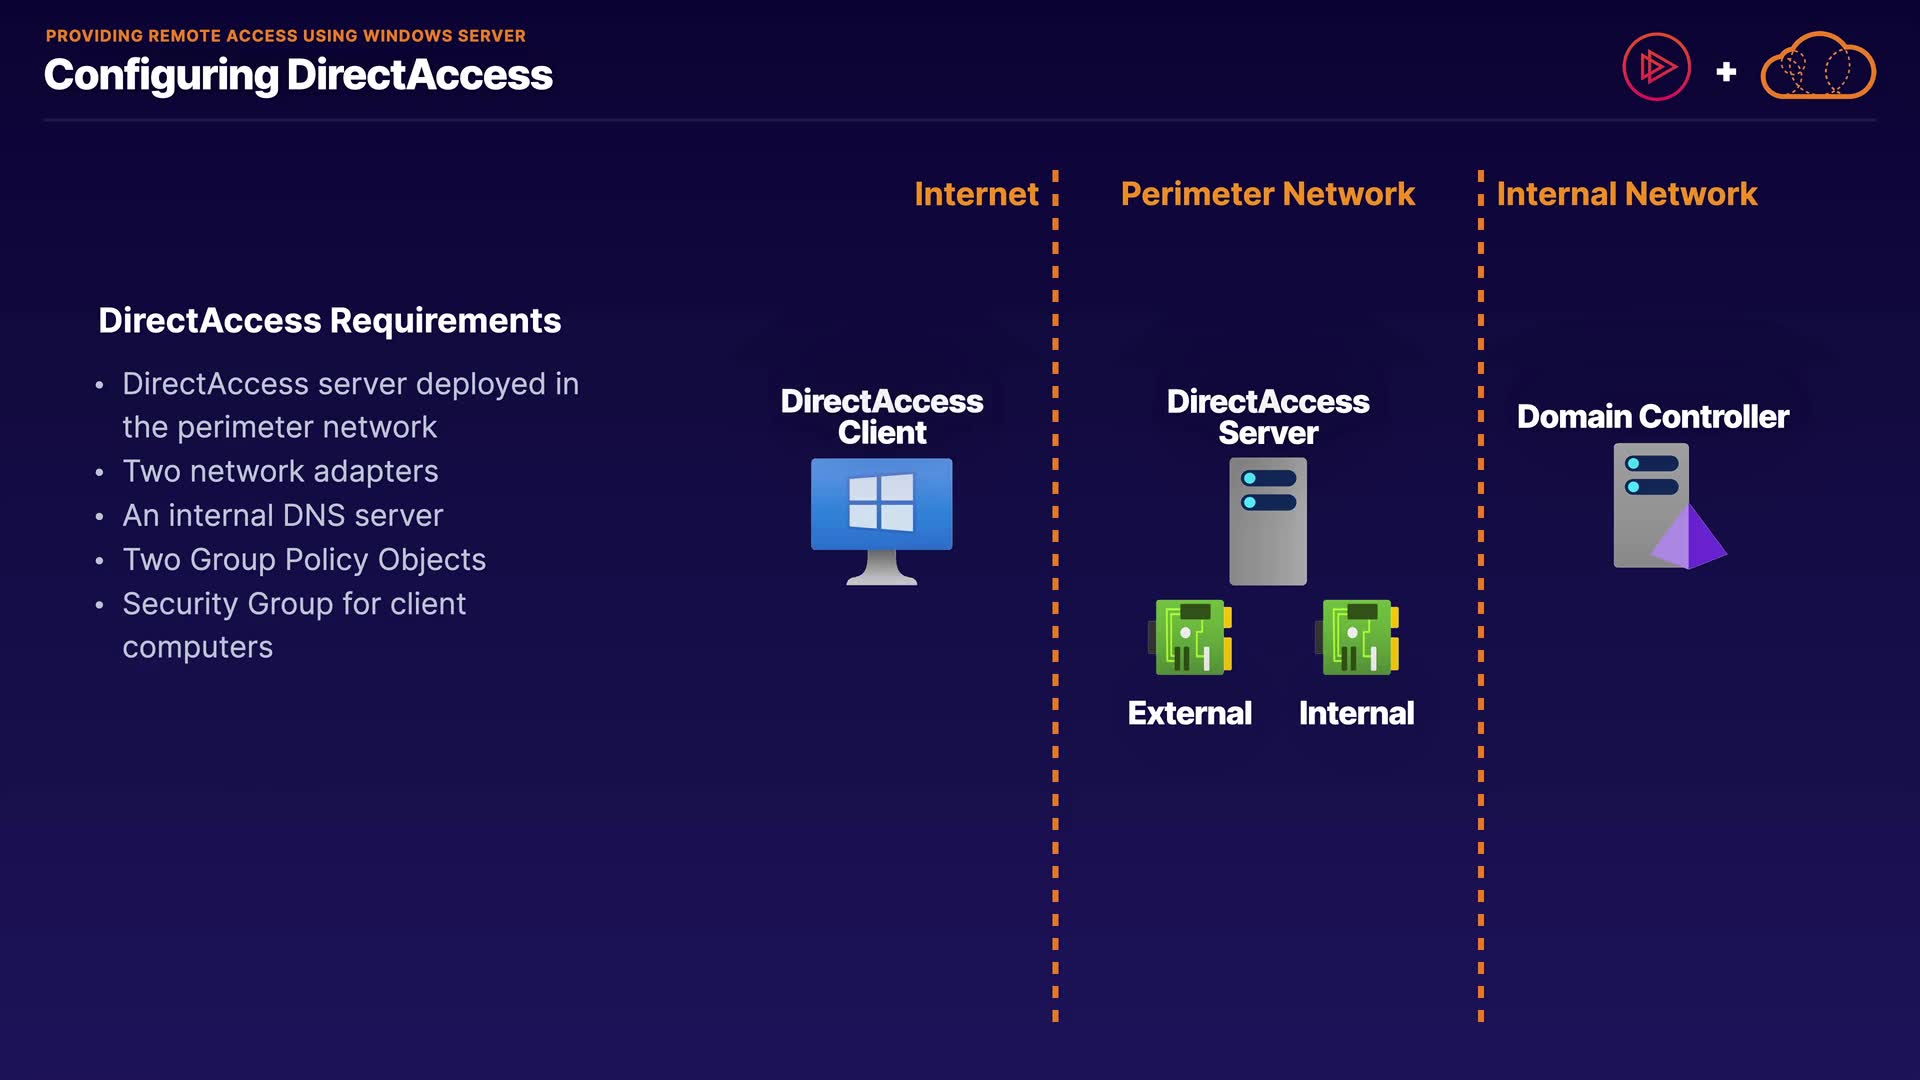 PROVIDING REMOTE ACCESS USING WINDOWS SERVER
Configuring DirectAccess
+
Internet
Perimeter Network
Internal Network
DirectAccess Requirements
• DirectAccess server deployed in
the perimeter network
• Two network adapters
• An internal DNS server
• Two Group Policy Objects
• Security Group for client
computers
DirectAccess
Client
DirectAccess
Server
External
Internal
Domain Controller